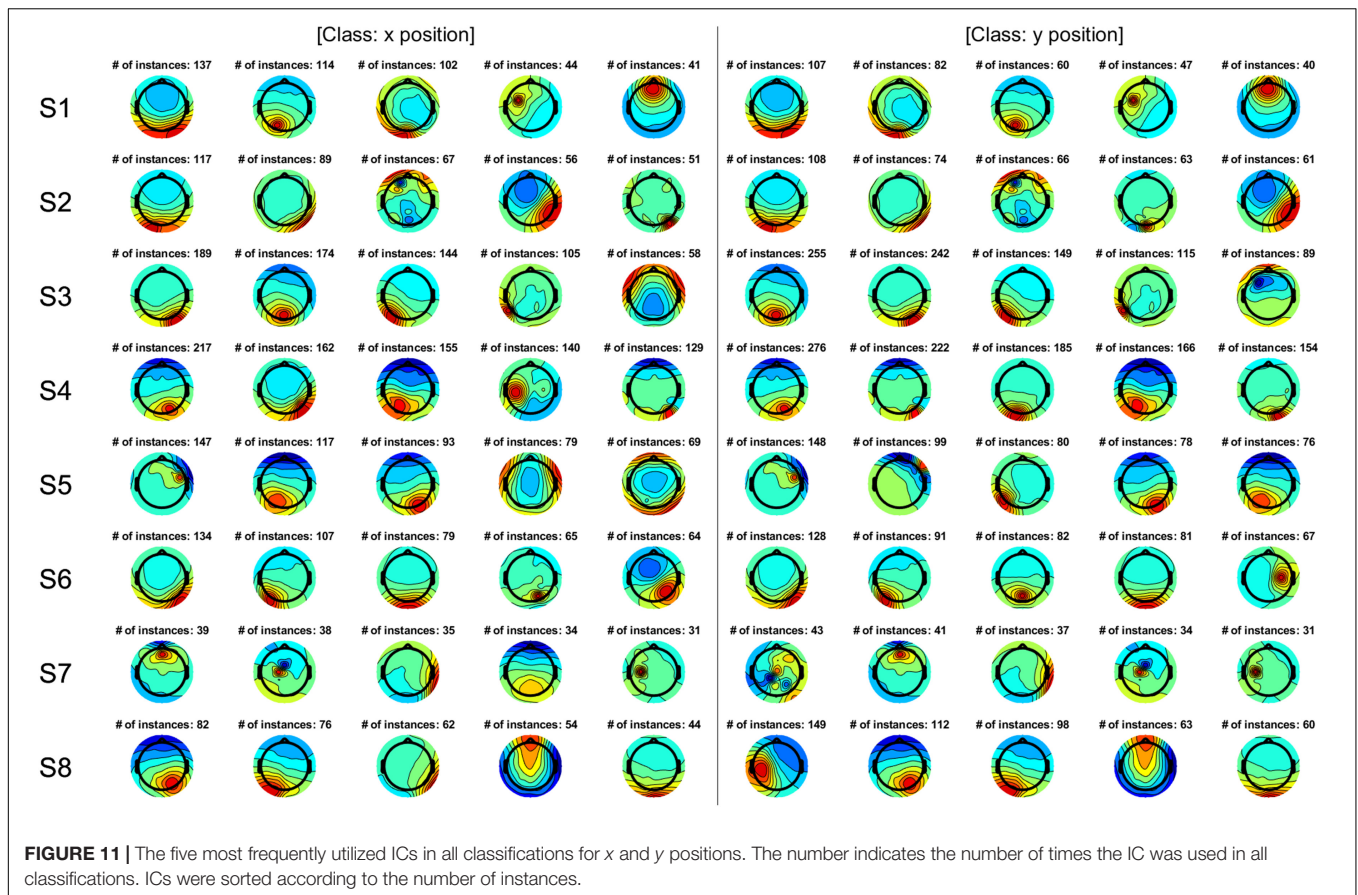 [Class: x position] [Class: y position]
# of instances: 137 # of instances: 114 # of instances: 102 # of instances: 44 # of instances: 41 # of instances: 107 # of instances: 82 # of instances: 60 # of instances: 47 # of instances: 40
S1
# of instances: 117 # of instances: 89 # of instances: 67 # of instances: 56 # of instances: 51 # of instances: 108 # of instances: 74 # of instances: 66 # of instances: 63 # of instances: 61
S2
# of instances: 189 # of instances: 174 # of instances: 144 # of instances: 105 # of instances: 58 # of instances: 255 # of instances: 242 # of instances: 149 # of instances: 115 # of instances: 89
S3
# of instances: 217 # of instances: 162 # of instances: 155 # of instances: 140 # of instances: 129 # of instances: 276 # of instances: 222 # of instances: 185 # of instances: 166 # of instances: 154
S4
# of instances: 147 # of instances: 117 # of instances: 93 # of instances: 79 # of instances: 69 # of instances: 148 # of instances: 99 # of instances: 80 # of instances: 78 # of instances: 76
S5
# of instances: 134 # of instances: 107 # of instances: 79 # of instances: 65 # of instances: 64 # of instances: 128 # of instances: 91 # of instances: 82 # of instances: 81 # of instances: 67
S6
# of instances: 39 # of instances: 38 # of instances: 35 # of instances: 34 # of instances: 31 # of instances: 43 # of instances: 41 # of instances: 37 # of instances: 34 # of instances: 31
S7
# of instances: 82 # of instances: 76 # of instances: 62 # of instances: 54 # of instances: 44 # of instances: 149 # of instances: 112 # of instances: 98 # of instances: 63 # of instances: 60
S8
FIGURE 11 | The five most frequently utilized ICs in all classifications for x and y positions. The number indicates the number of times the IC was used in all
classifications. ICs were sorted according to the number of instances.